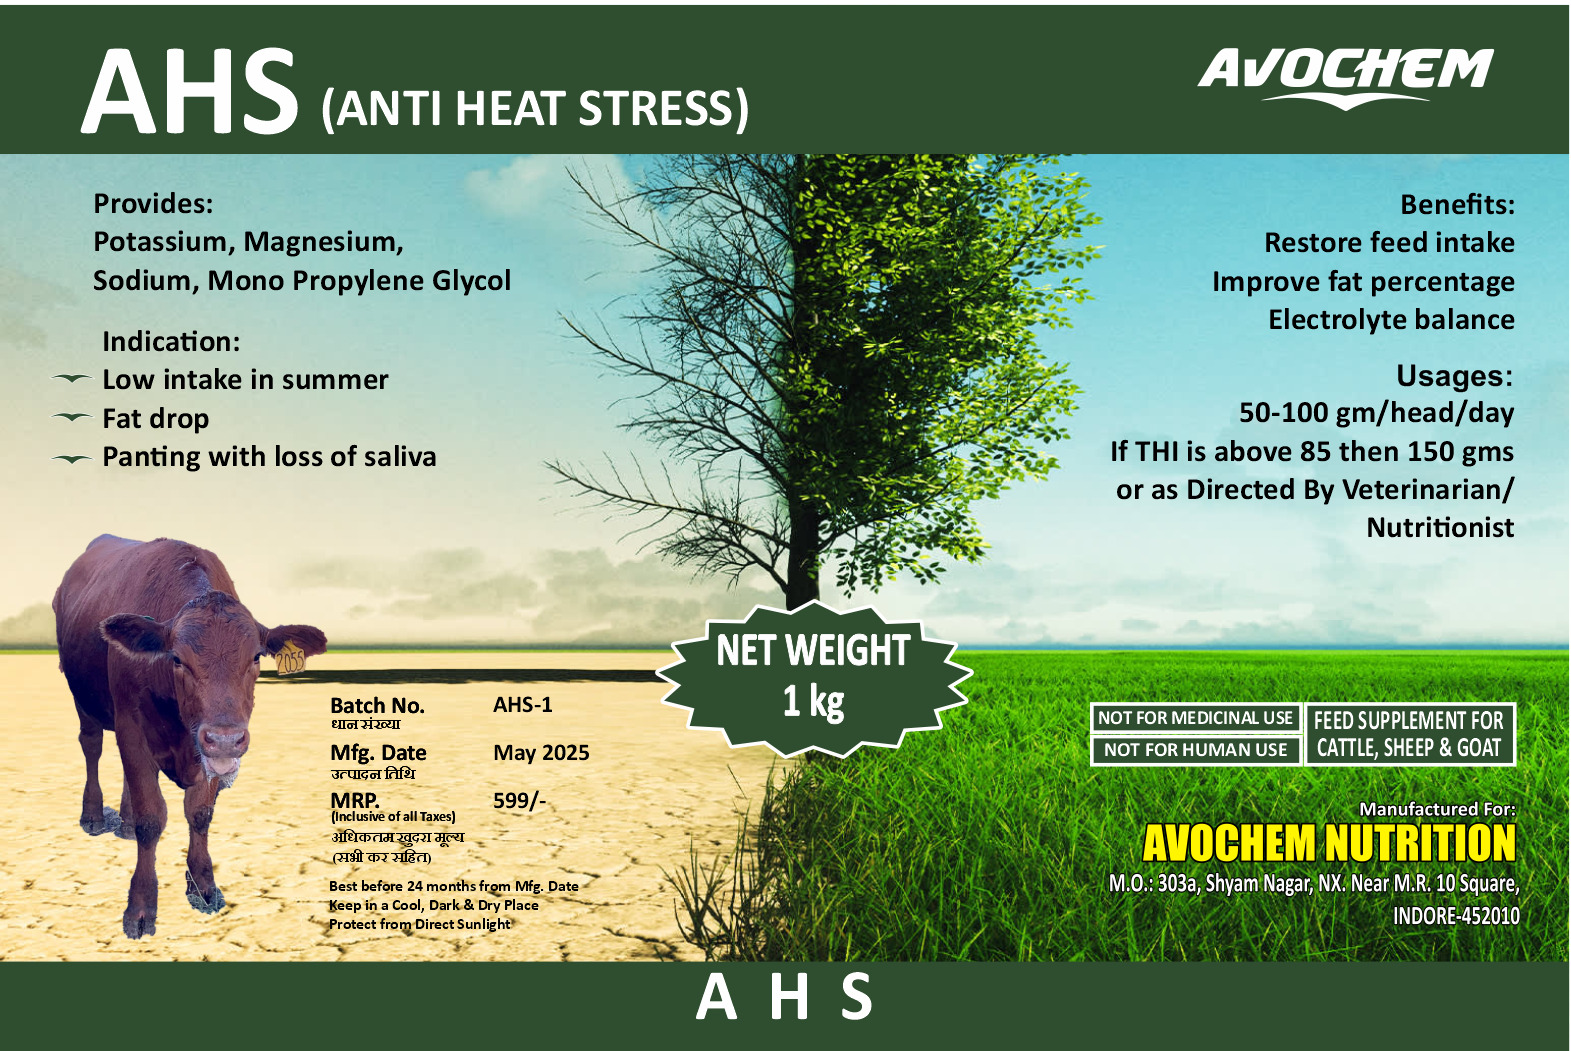 AHS (ANTI HEAT STRESS)
AVOCHEM
Provides:
Potassium, Magnesium,
Sodium, Mono Propylene Glycol
Indication:
Low intake in summer
Fat drop
Panting with loss of saliva
Benefits:
Restore feed intake
Improve fat percentage
Electrolyte balance
Usages:
50-100 gm/head/day
If THI is above 85 then 150 gms
or as Directed By Veterinarian/
Nutritionist
2055
NET WEIGHT
1 kg
Batch No. AHS-1
धान संख्या
Mfg. Date May 2025
उत्पादन तिथि
MRP. 599/-
(Inclusive of all Taxes)
अधिकतम खुदरा मूल्य
(सभी कर सहित)
Best before 24 months from Mfg. Date
Keep in a Cool, Dark & Dry Place
Protect from Direct Sunlight
NOT FOR MEDICINAL USE
NOT FOR HUMAN USE
FEED SUPPLEMENT FOR
CATTLE, SHEEP & GOAT
Manufactured For:
AVOCHEM NUTRITION
M.O.: 303a, Shyam Nagar, NX. Near M.R. 10 Square,
INDORE-452010
A H S